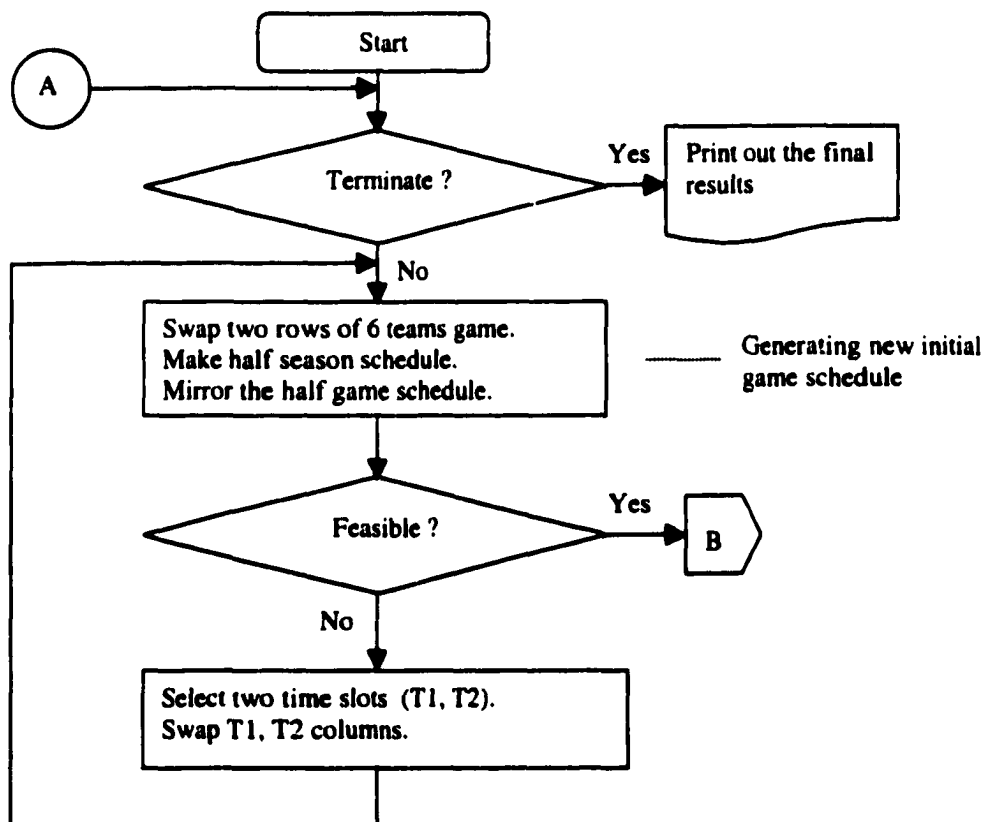 Start
A
Terminate ?
Yes
Print out the final
results
No
Swap two rows of 6 teams game.
Make half season schedule.
Mirror the half game schedule.
Generating new initial
game schedule
Feasible ?
Yes
B
No
Select two time slots (T1, T2).
Swap T1, T2 columns.